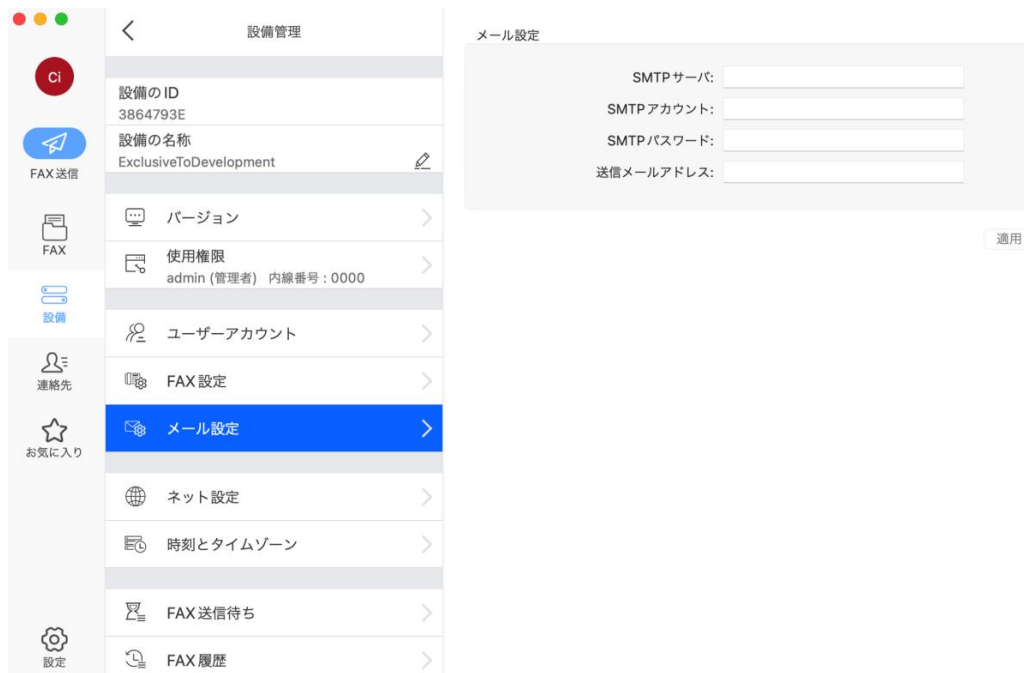 Ci
FAX送信
FAX
設備
連絡先
お気に入り
設定
設備管理
設備のID
3864793E
設備の名称
ExclusiveToDevelopment
バージョン
使用権限
admin (管理者) 内線番号 : 0000
ユーザーアカウント
FAX設定
メール設定
ネット設定
時刻とタイムゾーン
FAX送信待ち
FAX履歴
メール設定
SMTPサーバ:
SMTPアカウント:
SMTPパスワード:
送信メールアドレス:
適用